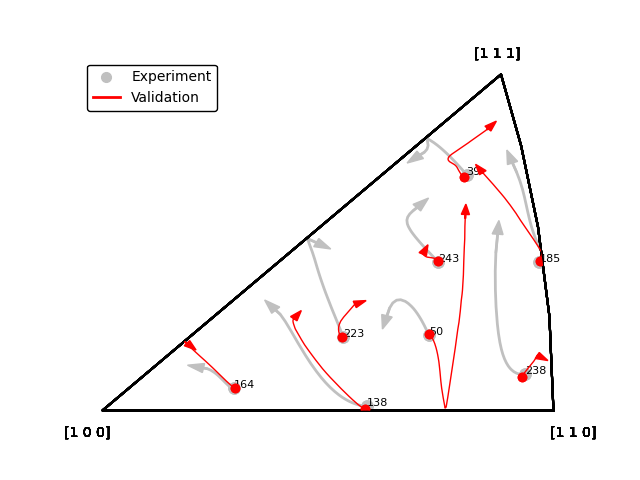 [1 1 1]
Experiment
Validation
39
243
185
223
50
238
164
138
[1 0 0]
[1 1 0]